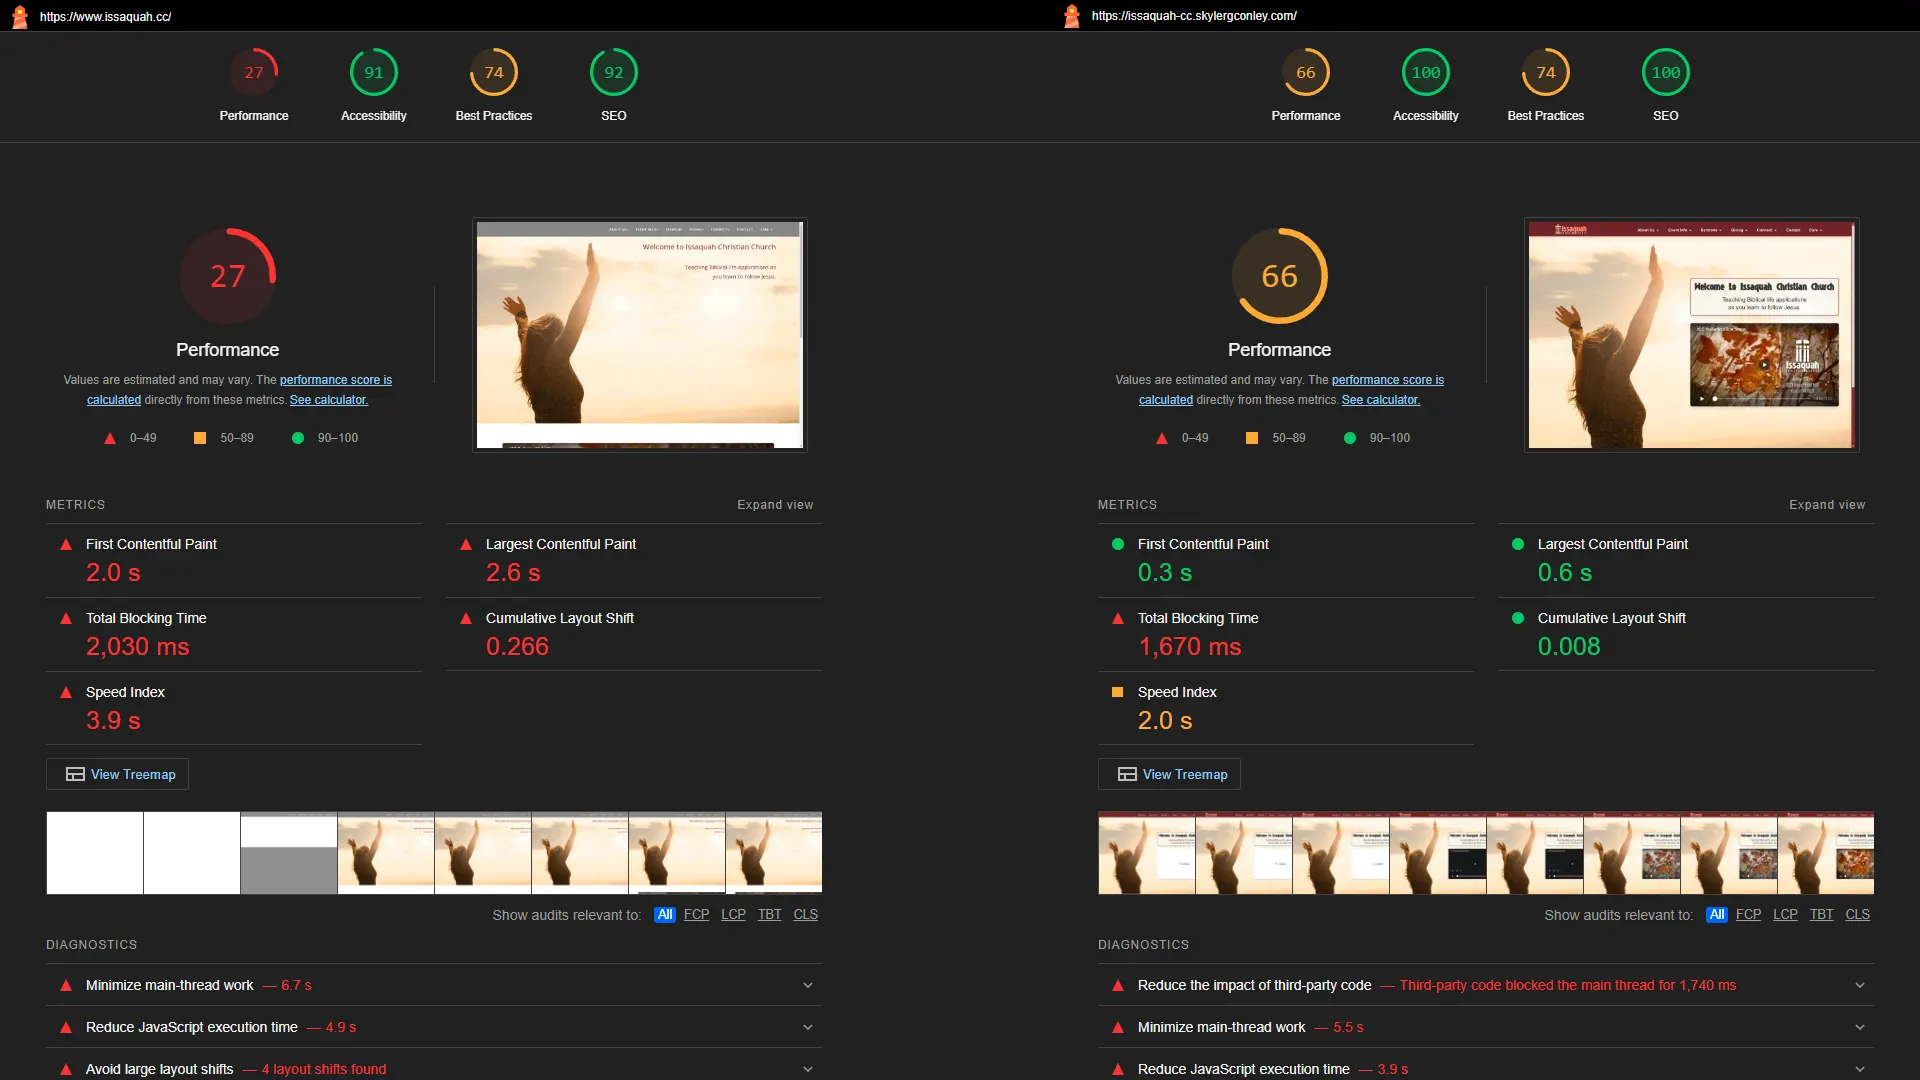 https://www.issaquah.cc/
27
91
74
92
Performance
Accessibility
Best Practices
SEO
27
Performance
Values are estimated and may vary. The performance score is
calculated directly from these metrics. See calculator.
0–49
50–89
90–100
Welcome to Issaquah Christian Church
Teaching Biblical life applications as
you learn to follow Jesus.
METRICS
Expand view
First Contentful Paint
2.0 s
Largest Contentful Paint
2.6 s
Total Blocking Time
2,030 ms
Cumulative Layout Shift
0.266
Speed Index
3.9 s
View Treemap
Show audits relevant to: All FCP LCP TBT CLS
DIAGNOSTICS
Minimize main-thread work — 6.7 s
Reduce JavaScript execution time — 4.9 s
Avoid large layout shifts — 4 layout shifts found
https://issaquah-cc.skylergconley.com/
66
100
74
100
Performance
Accessibility
Best Practices
SEO
66
Performance
Values are estimated and may vary. The performance score is
calculated directly from these metrics. See calculator.
0–49
50–89
90–100
Issaquah
About Us Event Info Sermons Giving Connect Contact Care
Welcome to Issaquah Christian Church
Teaching Biblical life applications
as you learn to follow Jesus.
Issaquah
METRICS
Expand view
First Contentful Paint
0.3 s
Largest Contentful Paint
0.6 s
Total Blocking Time
1,670 ms
Cumulative Layout Shift
0.008
Speed Index
2.0 s
View Treemap
Show audits relevant to: All FCP LCP TBT CLS
DIAGNOSTICS
Reduce the impact of third-party code — Third-party code blocked the main thread for 1,740 ms
Minimize main-thread work — 5.5 s
Reduce JavaScript execution time — 3.9 s